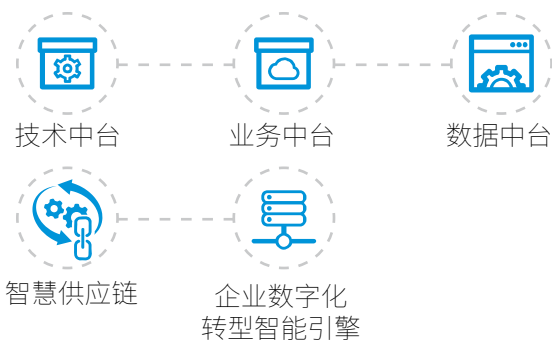 技术中台
业务中台
数据中台
智慧供应链
企业数字化
转型智能引擎